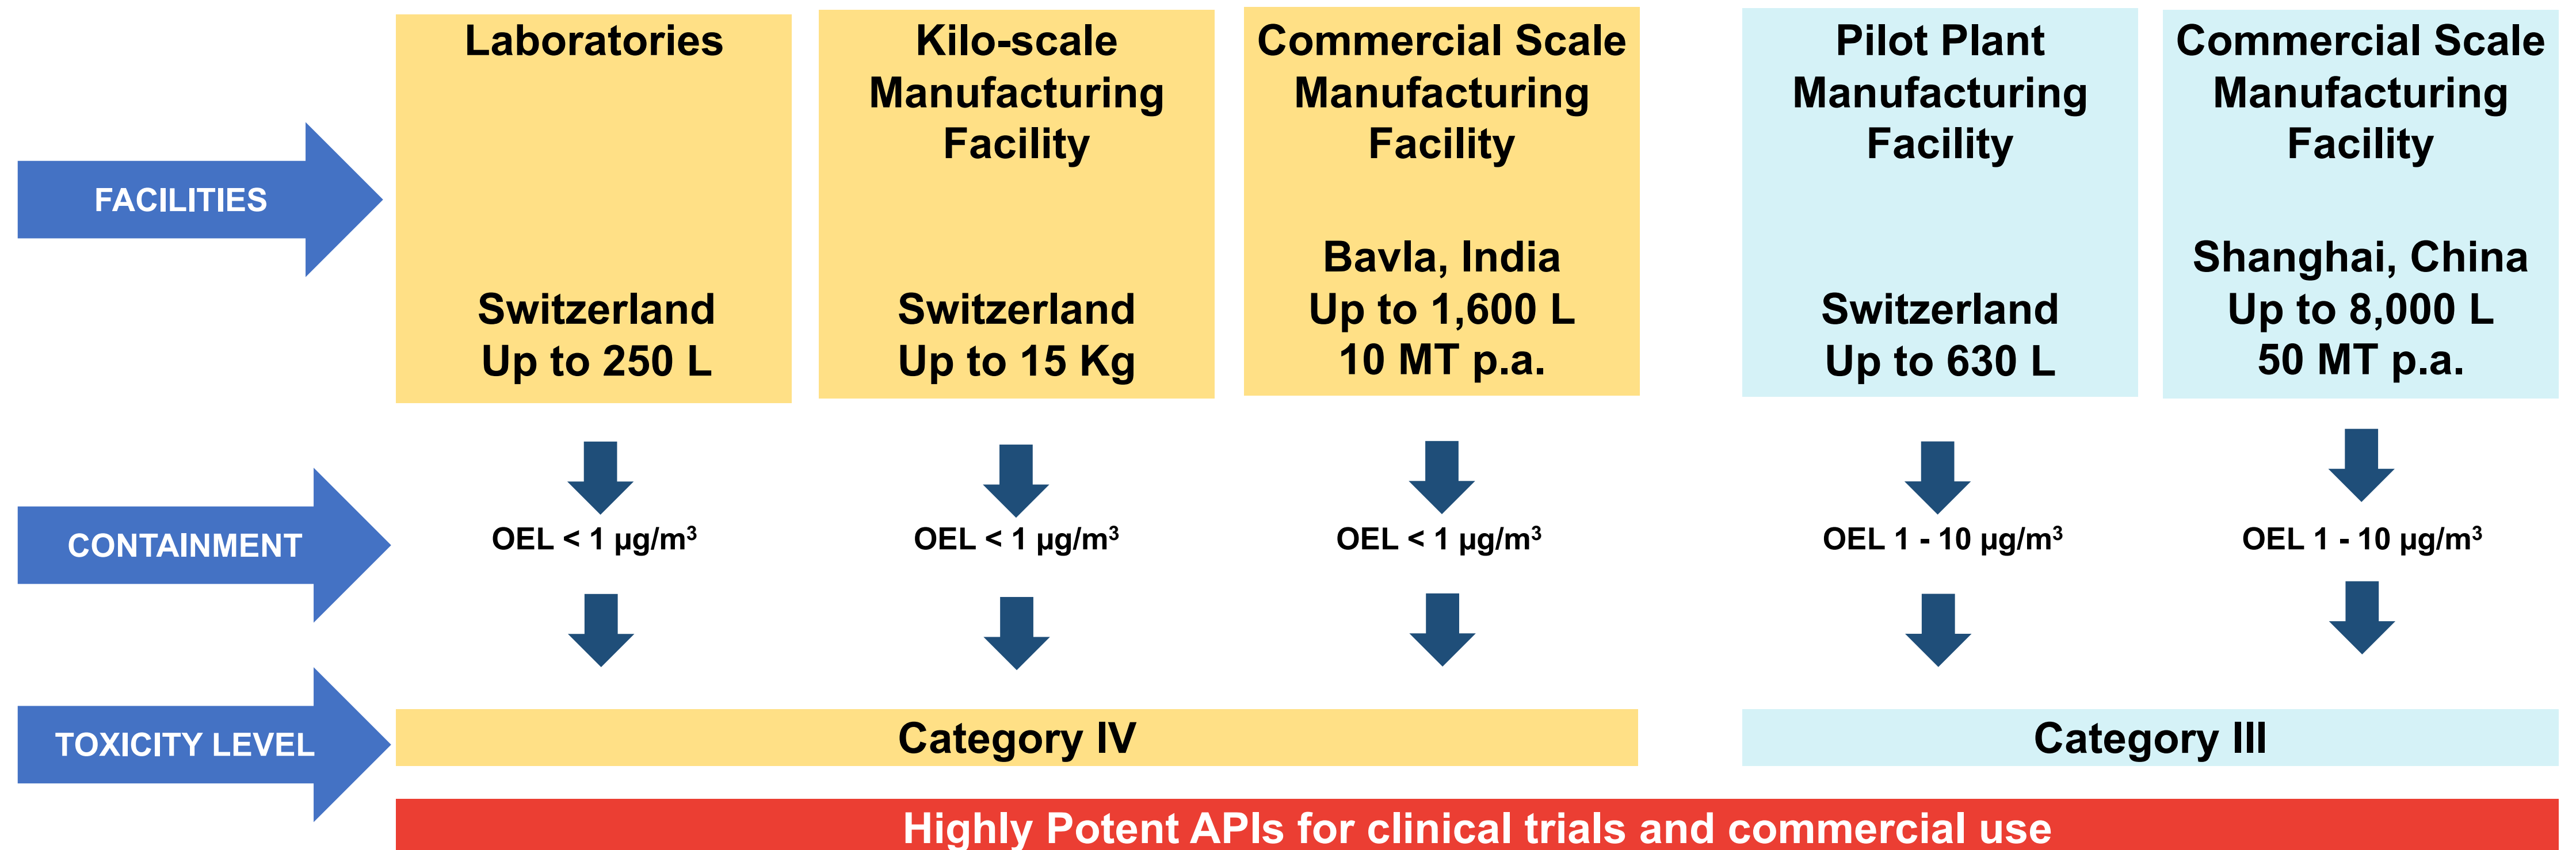 FACILITIES
Laboratories
Switzerland
Up to 250 L
Kilo-scale
Manufacturing
Facility
Switzerland
Up to 15 Kg
Commercial Scale
Manufacturing
Facility
Bavla, India
Up to 1,600 L
10 MT p.a.
Pilot Plant
Manufacturing
Facility
Switzerland
Up to 630 L
Commercial Scale
Manufacturing
Facility
Shanghai, China
Up to 8,000 L
50 MT p.a.
CONTAINMENT
OEL < 1 µg/m³
OEL < 1 µg/m³
OEL < 1 µg/m³
OEL 1 - 10 µg/m³
OEL 1 - 10 µg/m³
TOXICITY LEVEL
Category IV
Category III
Highly Potent APIs for clinical trials and commercial use